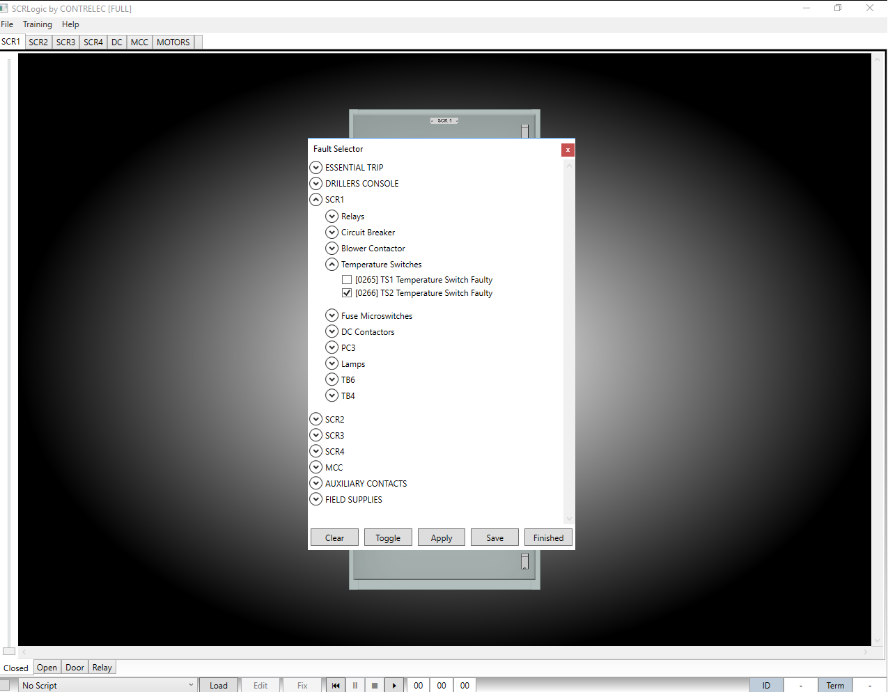 SCRLogic by CONTRELEC [FULL]
File Training Help
SCR1 SCR2 SCR3 SCR4 DC MCC MOTORS
SCR 1
Fault Selector x
ESSENTIAL TRIP
DRILLERS CONSOLE
SCR1
Relays
Circuit Breaker
Blower Contactor
Temperature Switches
[0265] TS1 Temperature Switch Faulty
[0266] TS2 Temperature Switch Faulty
Fuse Microswitches
DC Contactors
PC3
Lamps
TB6
TB4
SCR2
SCR3
SCR4
MCC
AUXILIARY CONTACTS
FIELD SUPPLIES
Clear Toggle Apply Save Finished
Closed Open Door Relay
No Script Load Edit Fix 00 00 00 ID - Term -